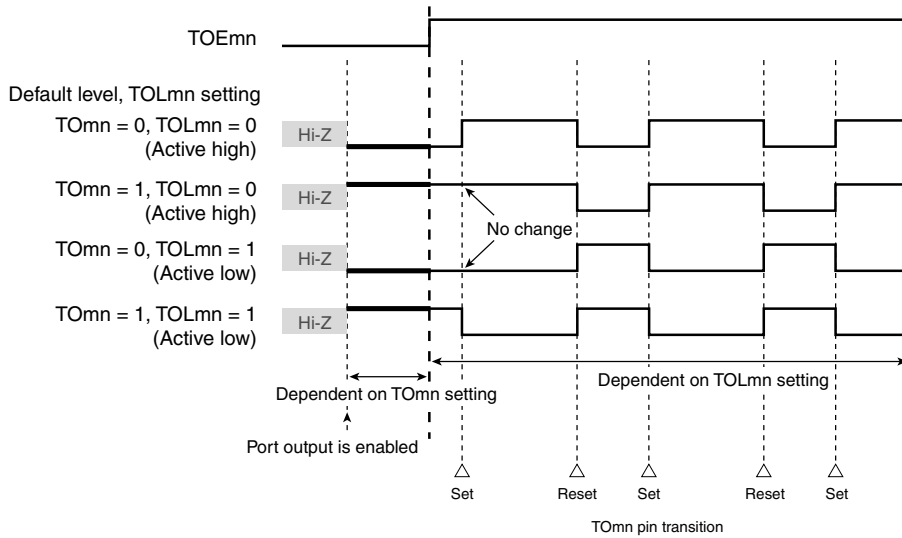 TOEmn
Default level, TOLmn setting
TOmn = 0, TOLmn = 0
(Active high)
Hi-Z
TOmn = 1, TOLmn = 0
(Active high)
Hi-Z
No change
TOmn = 0, TOLmn = 1
(Active low)
Hi-Z
TOmn = 1, TOLmn = 1
(Active low)
Hi-Z
Dependent on TOmn setting
Dependent on TOLmn setting
Port output is enabled
Set
Reset
Set
Reset
Set
TOmn pin transition